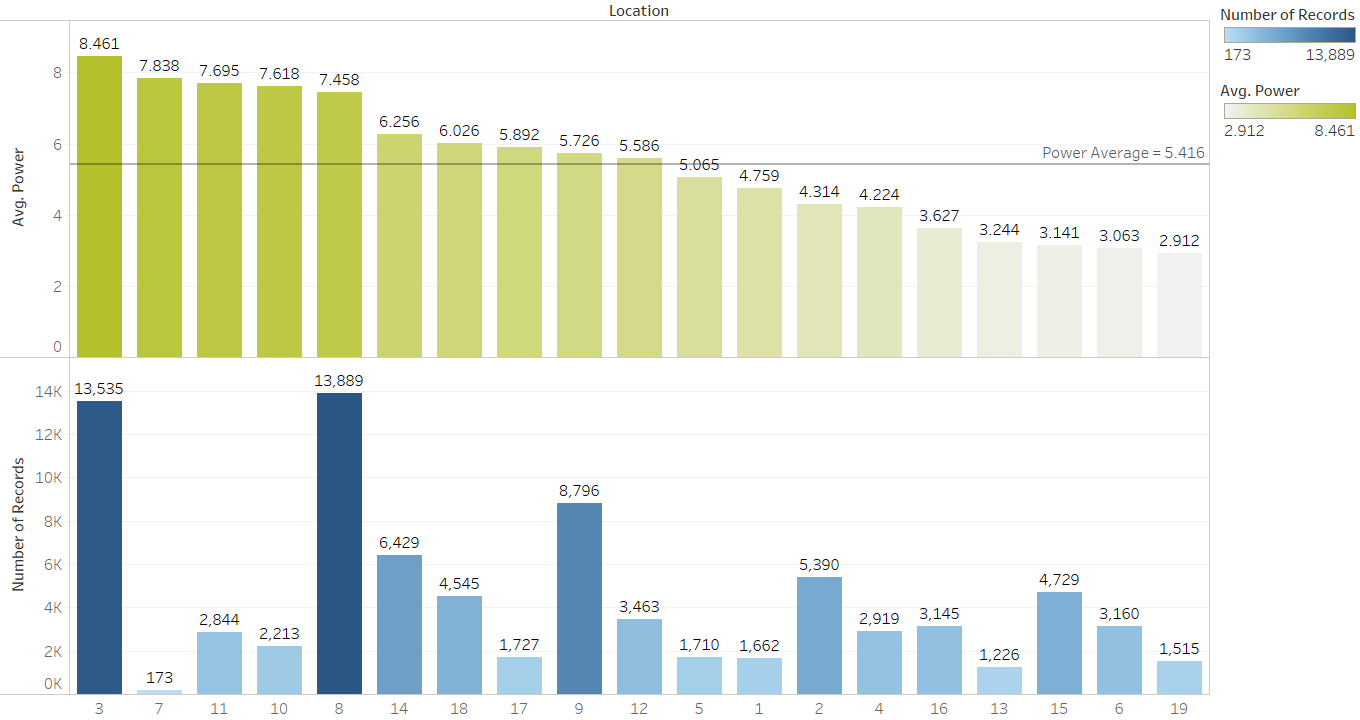 Location
Number of Records
173 13,889
Avg. Power
2.912 8.461
Avg. Power
8
6
4
2
0
8.461 7.838 7.695 7.618 7.458 6.256 6.026 5.892 5.726 5.586 5.065 4.759 4.314 4.224 3.627 3.244 3.141 3.063 2.912
Power Average = 5.416
Number of Records
14K
12K
10K
8K
6K
4K
2K
0K
13,535 173 2,844 2,213 13,889 6,429 4,545 1,727 8,796 3,463 1,710 1,662 5,390 2,919 3,145 1,226 4,729 3,160 1,515
3 7 11 10 8 14 18 17 9 12 5 1 2 4 16 13 15 6 19